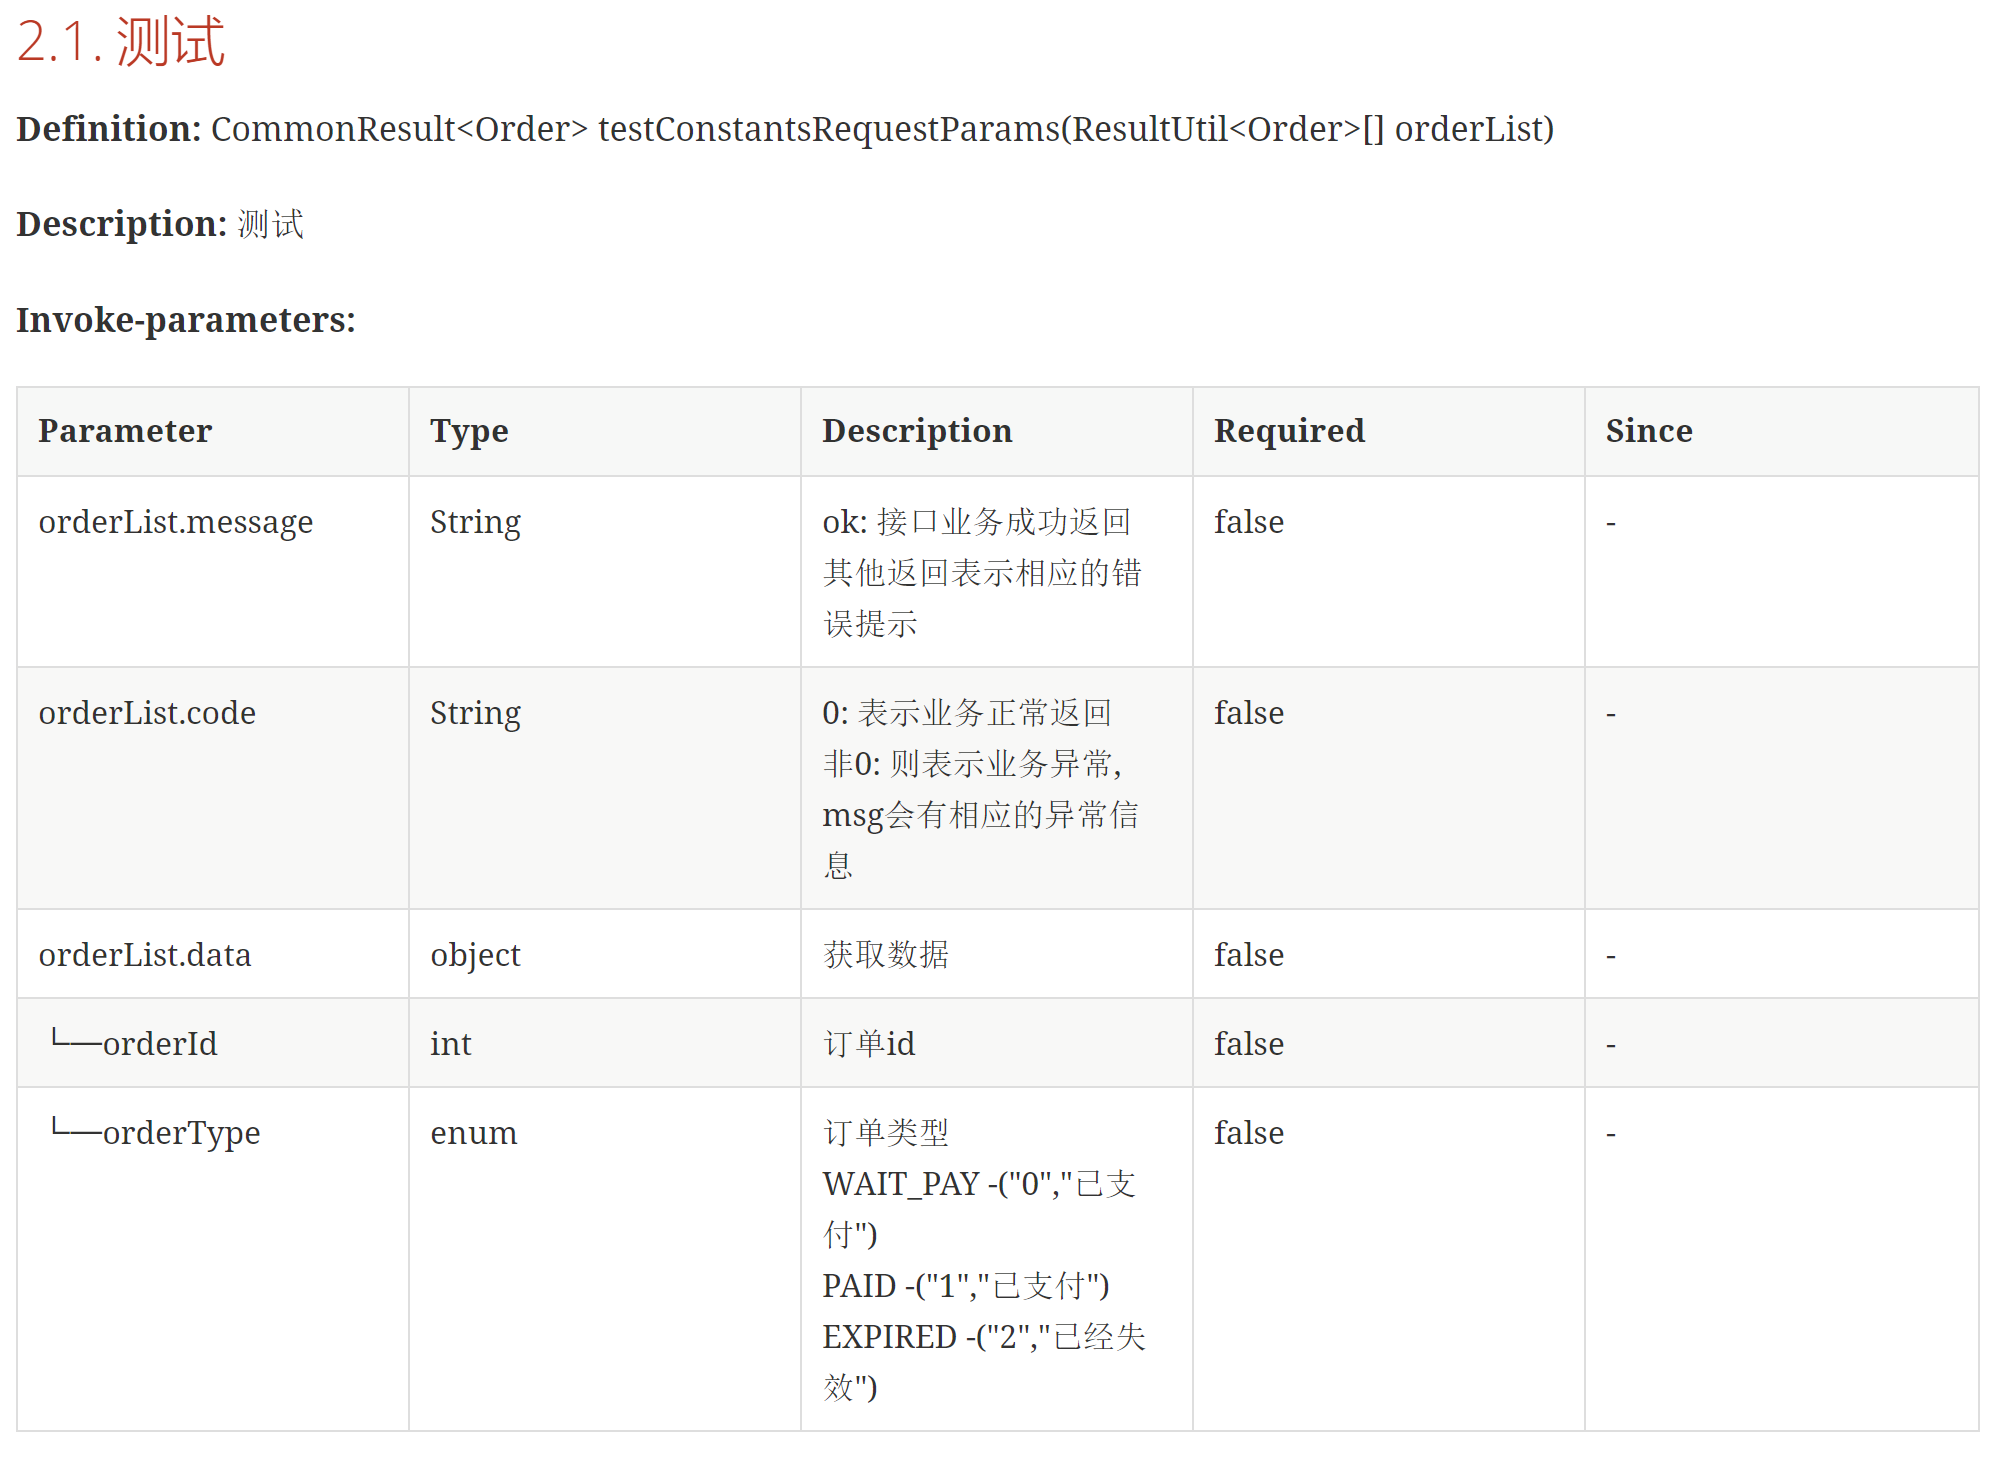 2.1. 测试
Definition: CommonResult<Order> testConstantsRequestParams(ResultUtil<Order>[] orderList)
Description: 测试
Invoke-parameters:
Parameter Type Description Required Since
orderList.message String ok: 接口业务成功返回 false -
其他返回表示相应的错
误提示
orderList.code String 0: 表示业务正常返回 false -
非0: 则表示业务异常,
msg会有相应的异常信
息
orderList.data object 获取数据 false -
└─orderId int 订单id false -
└─orderType enum 订单类型 false -
WAIT_PAY -("0","已支
付")
PAID -("1","已支付")
EXPIRED -("2","已经失
效")